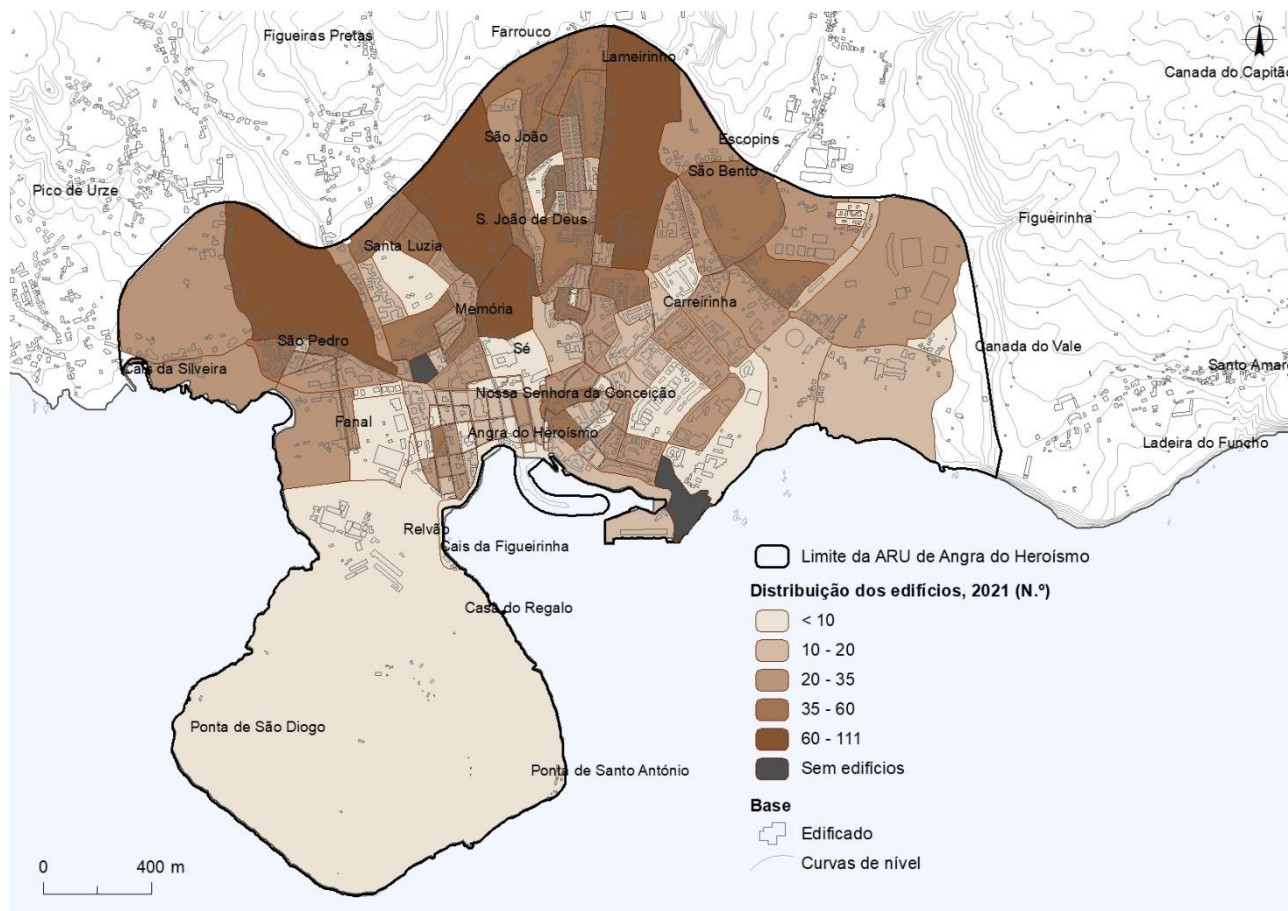 Farrouco
Figueiras Pretas
N
Lameirinho
Canada do Capitão
São João
Escopins
São Bento
Pico de Urze
S. João de Deus
Figueirinha
Santa Luzia
Carreirinha
Memória
São Pedro
Sé
Canada do Vale
Cais da Silveira
Santo Amaro
Nossa Senhora da Conceição
Fanal
Angra do Heroísmo
Ladeira do Funcho
Relvão
Cais da Figueirinha
Casa do Regalo
Ponta de São Diogo
Ponta de Santo António
Limite da ARU de Angra do Heroísmo
Distribuição dos edifícios, 2021 (N.º)
< 10
10 - 20
20 - 35
35 - 60
60 - 111
Sem edifícios
Base
Edificado
Curvas de nível
0 400 m